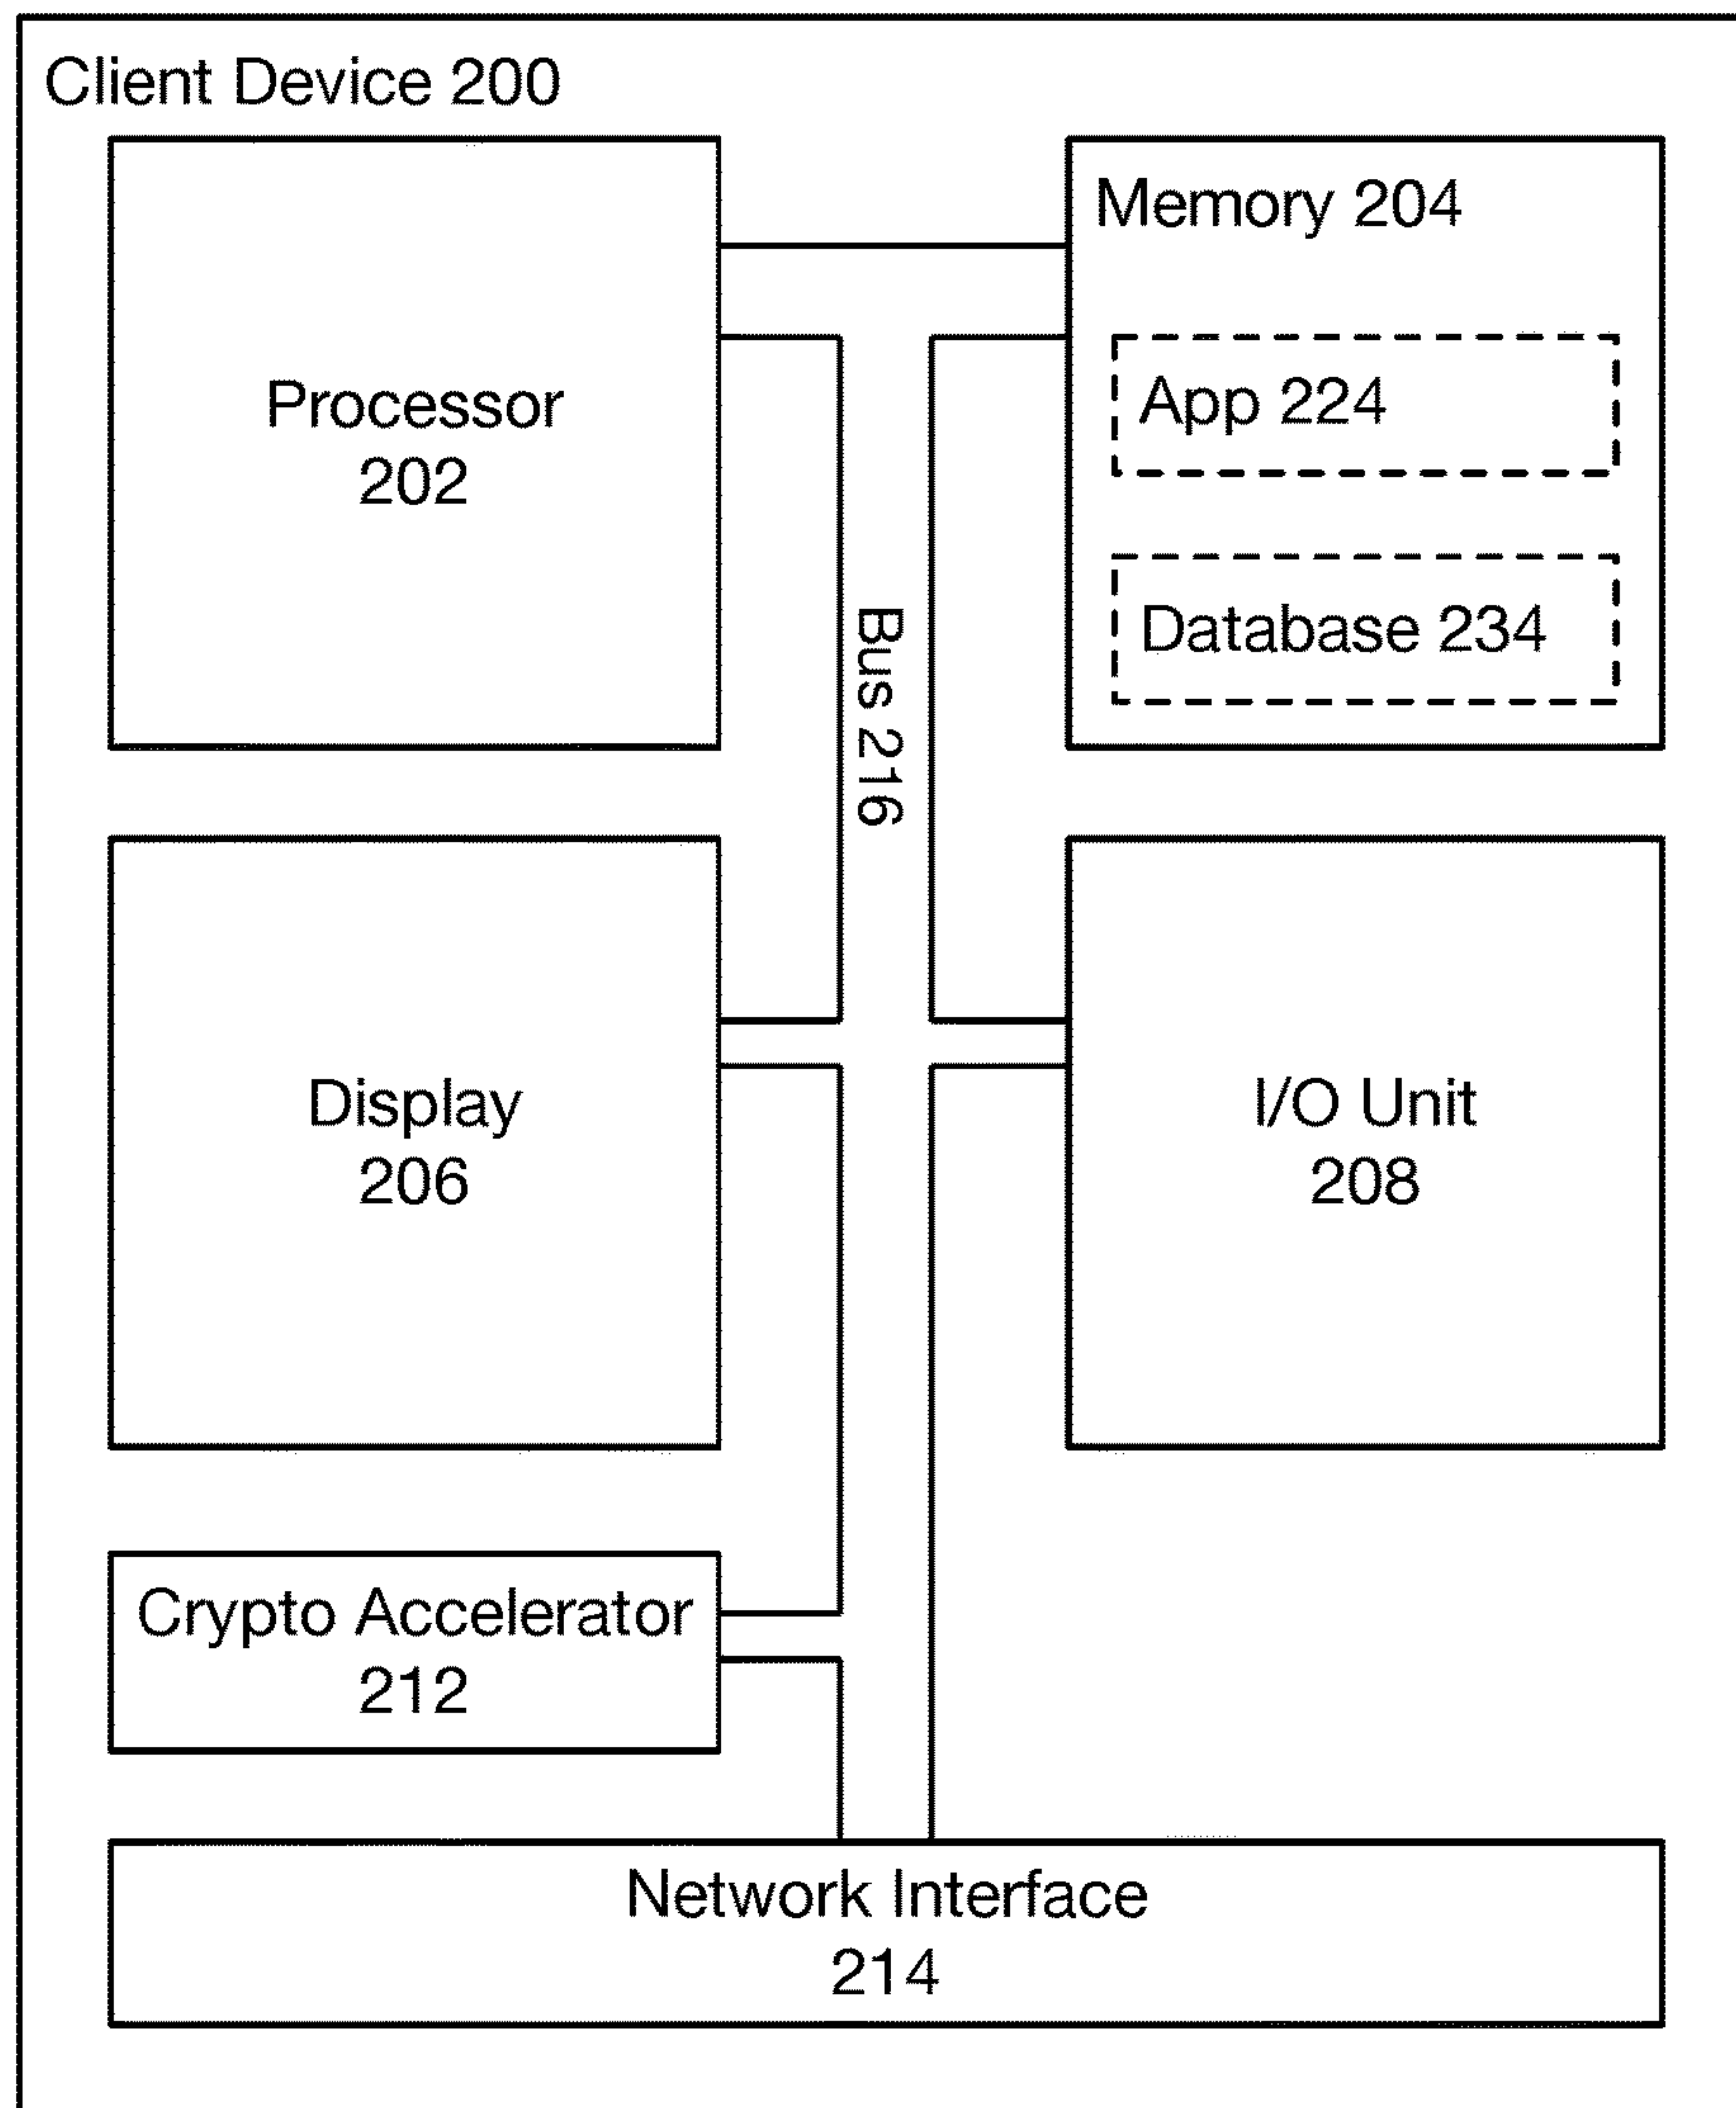 Client Device 200
Processor
202
Memory 204
App 224
Database 234
Bus 216
Display
206
I/O Unit
208
Crypto Accelerator
212
Network Interface
214